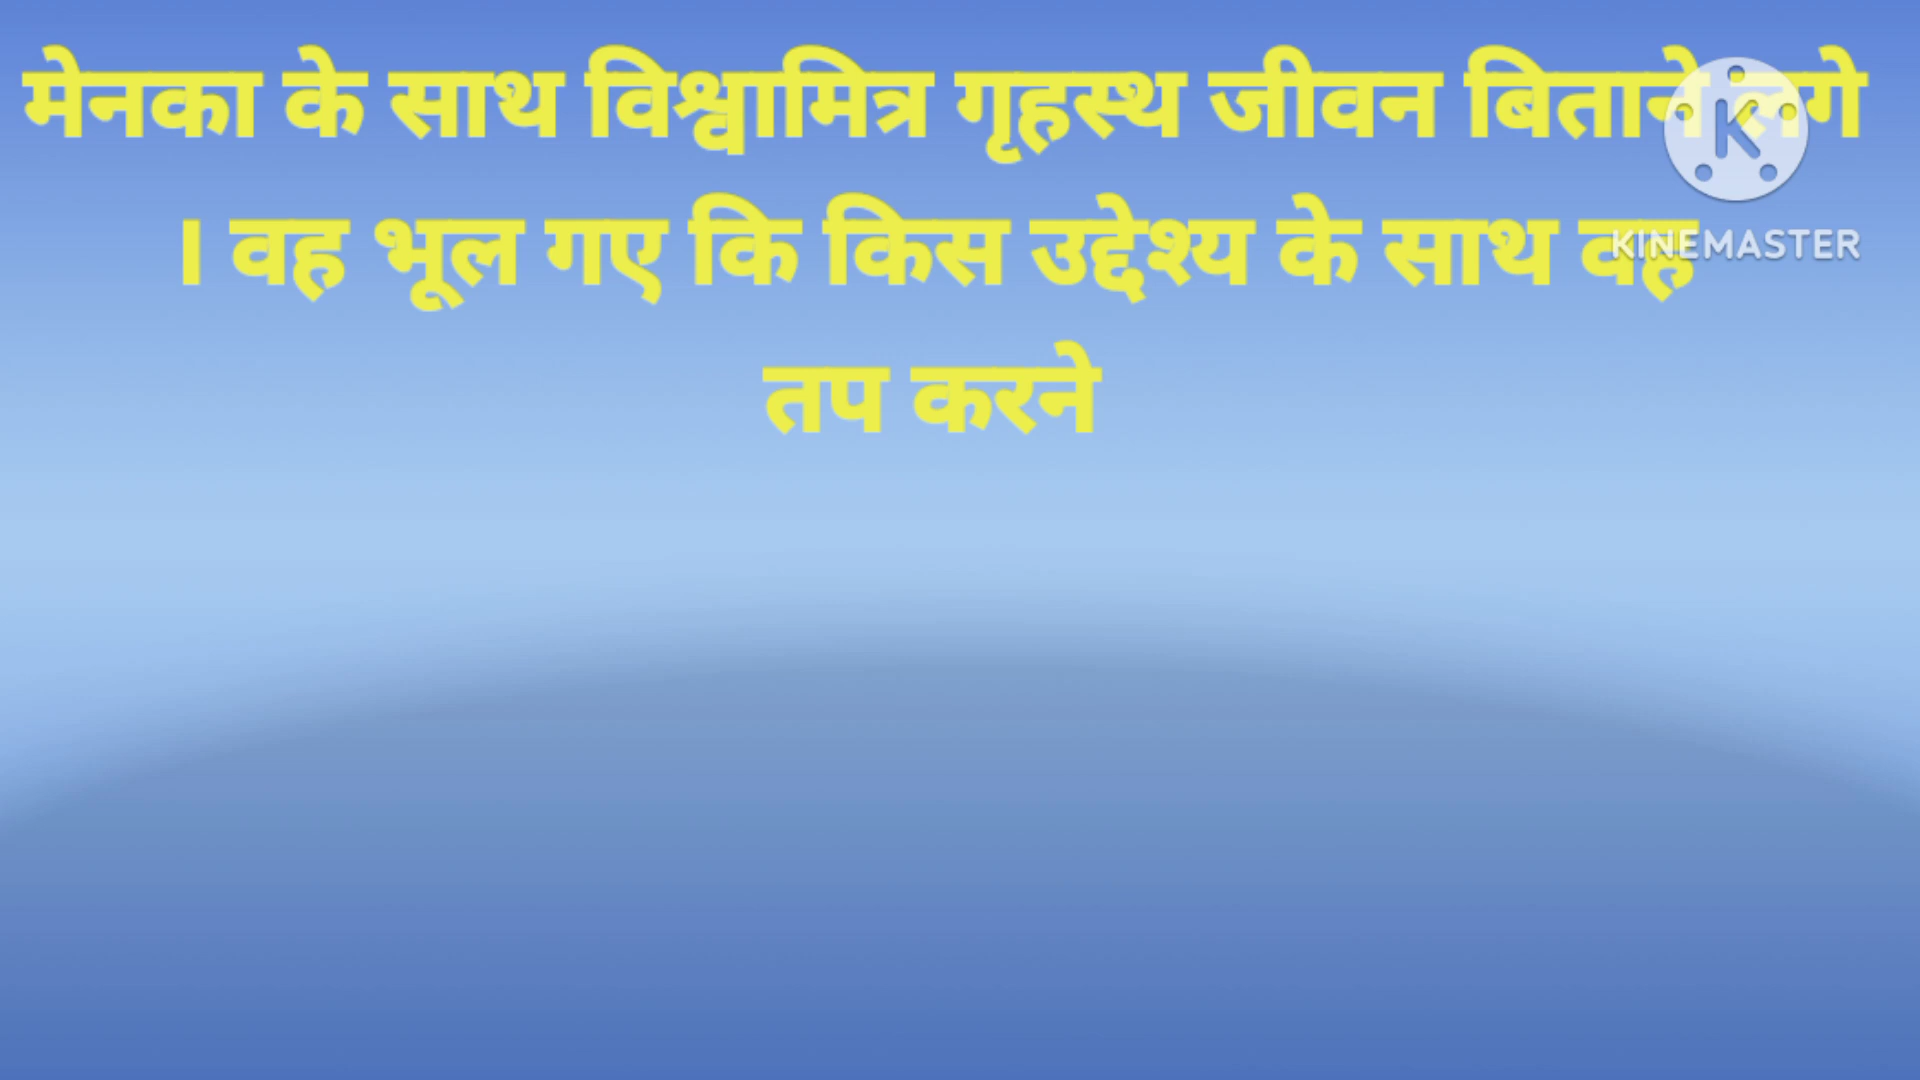 मेनका के साथ विश्वामित्र गृहस्थ जीवन बिताने लगे
। वह भूल गए कि किस उद्देश्य के साथ वह
तप करने
K
KINEMASTER